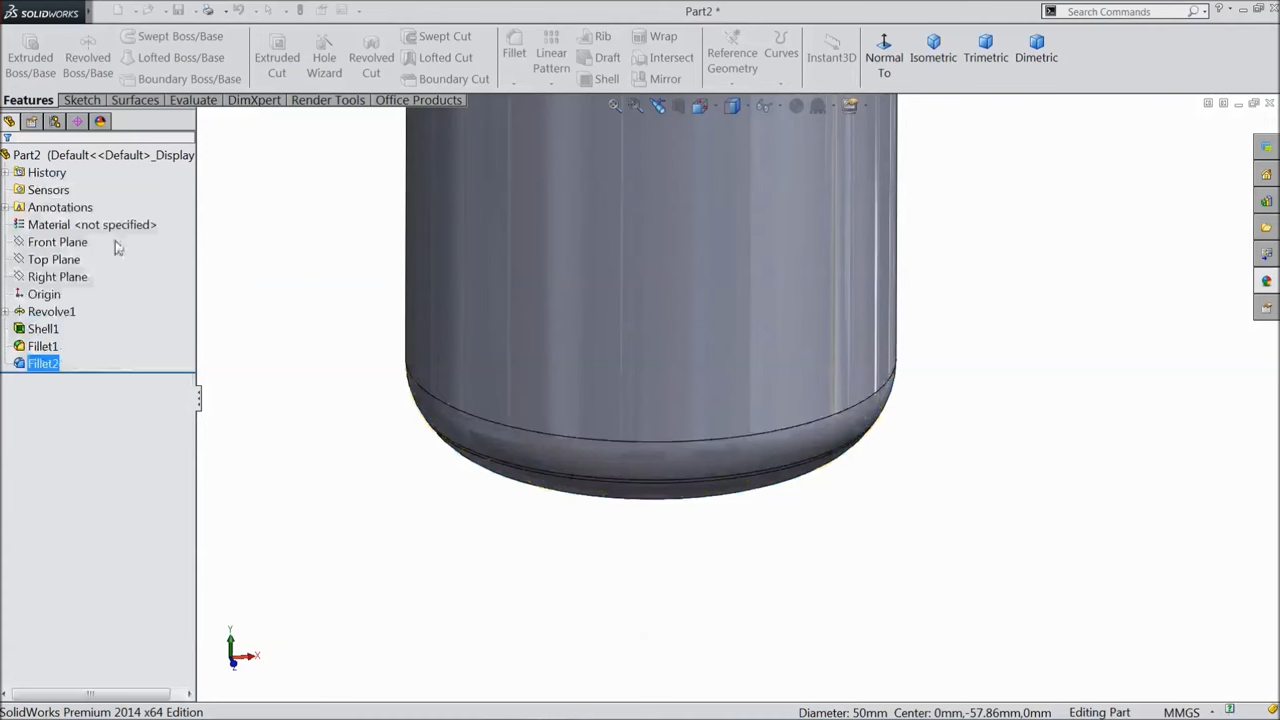 SOLIDWORKS
Part2 *
Search Commands
Extruded Boss/Base
Revolved Boss/Base
Swept Boss/Base
Lofted Boss/Base
Boundary Boss/Base
Extruded Cut
Hole Wizard
Revolved Cut
Swept Cut
Lofted Cut
Boundary Cut
Fillet
Linear Pattern
Rib
Draft
Shell
Wrap
Intersect
Mirror
Reference Geometry
Curves
Instant3D
Normal To
Isometric
Trimetric
Dimetric
Features Sketch Surfaces Evaluate DimXpert Render Tools Office Products
Part2 (Default<<Default>_Display
History
Sensors
Annotations
Material <not specified>
Front Plane
Top Plane
Right Plane
Origin
Revolve1
Shell1
Fillet1
Fillet2
Y
X
Z
SolidWorks Premium 2014 x64 Edition
Diameter: 50mm Center: 0mm,-57.86mm,0mm
Editing Part
MMGS